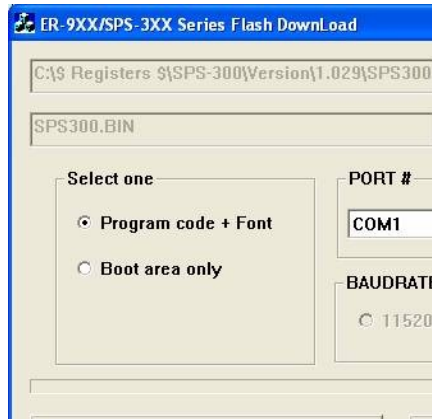 ER-9XX/SPS-3XX Series Flash DownLoad
C:\$ Registers $\SPS-300\Version\1.029\SPS300
SPS300.BIN
Select one
Program code + Font
Boot area only
PORT #
COM1
BAUDRATE
11520